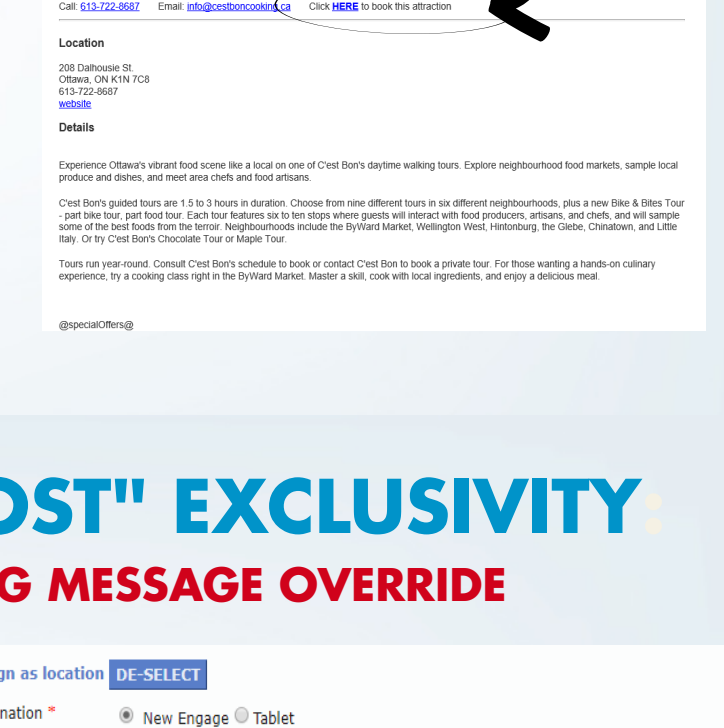 Call: 613-722-8687 Email: info@cestboncooking.ca Click HERE to book this attraction
Location
208 Dalhousie St.
Ottawa, ON K1N 7C8
613-722-8687
website
Details
Experience Ottawa's vibrant food scene like a local on one of C'est Bon's daytime walking tours. Explore neighbourhood food markets, sample local
produce and dishes, and meet area chefs and food artisans.
C'est Bon's guided tours are 1.5 to 3 hours in duration. Choose from nine different tours in six different neighbourhoods, plus a new Bike & Bites Tour
- part bike tour, part food tour. Each tour features six to ten stops where guests will interact with food producers, artisans, and chefs, and will sample
some of the best foods from the terroir. Neighbourhoods include the ByWard Market, Wellington West, Hintonburg, the Glebe, Chinatown, and Little
Italy. Or try C'est Bon's Chocolate Tour or Maple Tour.
Tours run year-round. Consult C'est Bon's schedule to book or contact C'est Bon to book a private tour. For those wanting a hands-on culinary
experience, try a cooking class right in the ByWard Market. Master a skill, cook with local ingredients, and enjoy a delicious meal.
@specialOffers@
OST" EXCLUSIVITY:
G MESSAGE OVERRIDE
gn as location DE-SELECT
nation * New Engage Tablet